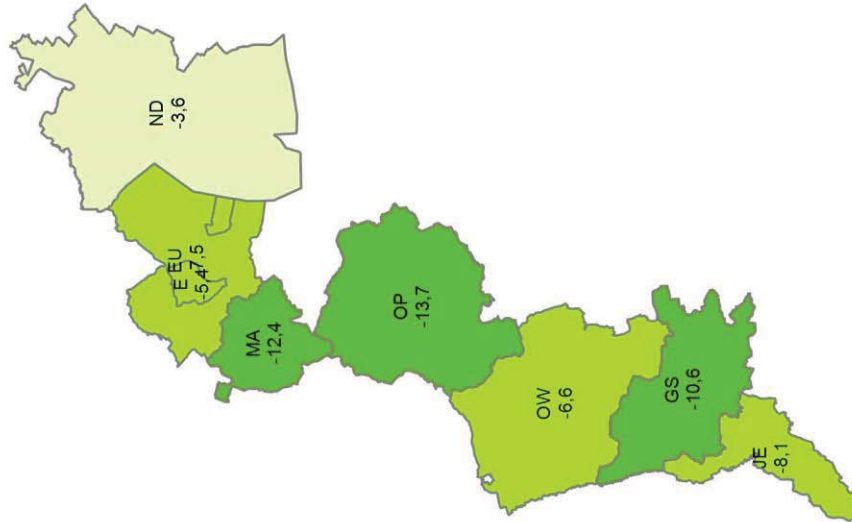 ND
-3,6
E EU
-5,4 7,5
MA
-12,4
OP
-13,7
OW
-6,6
GS
-10,6
JE
-8,1